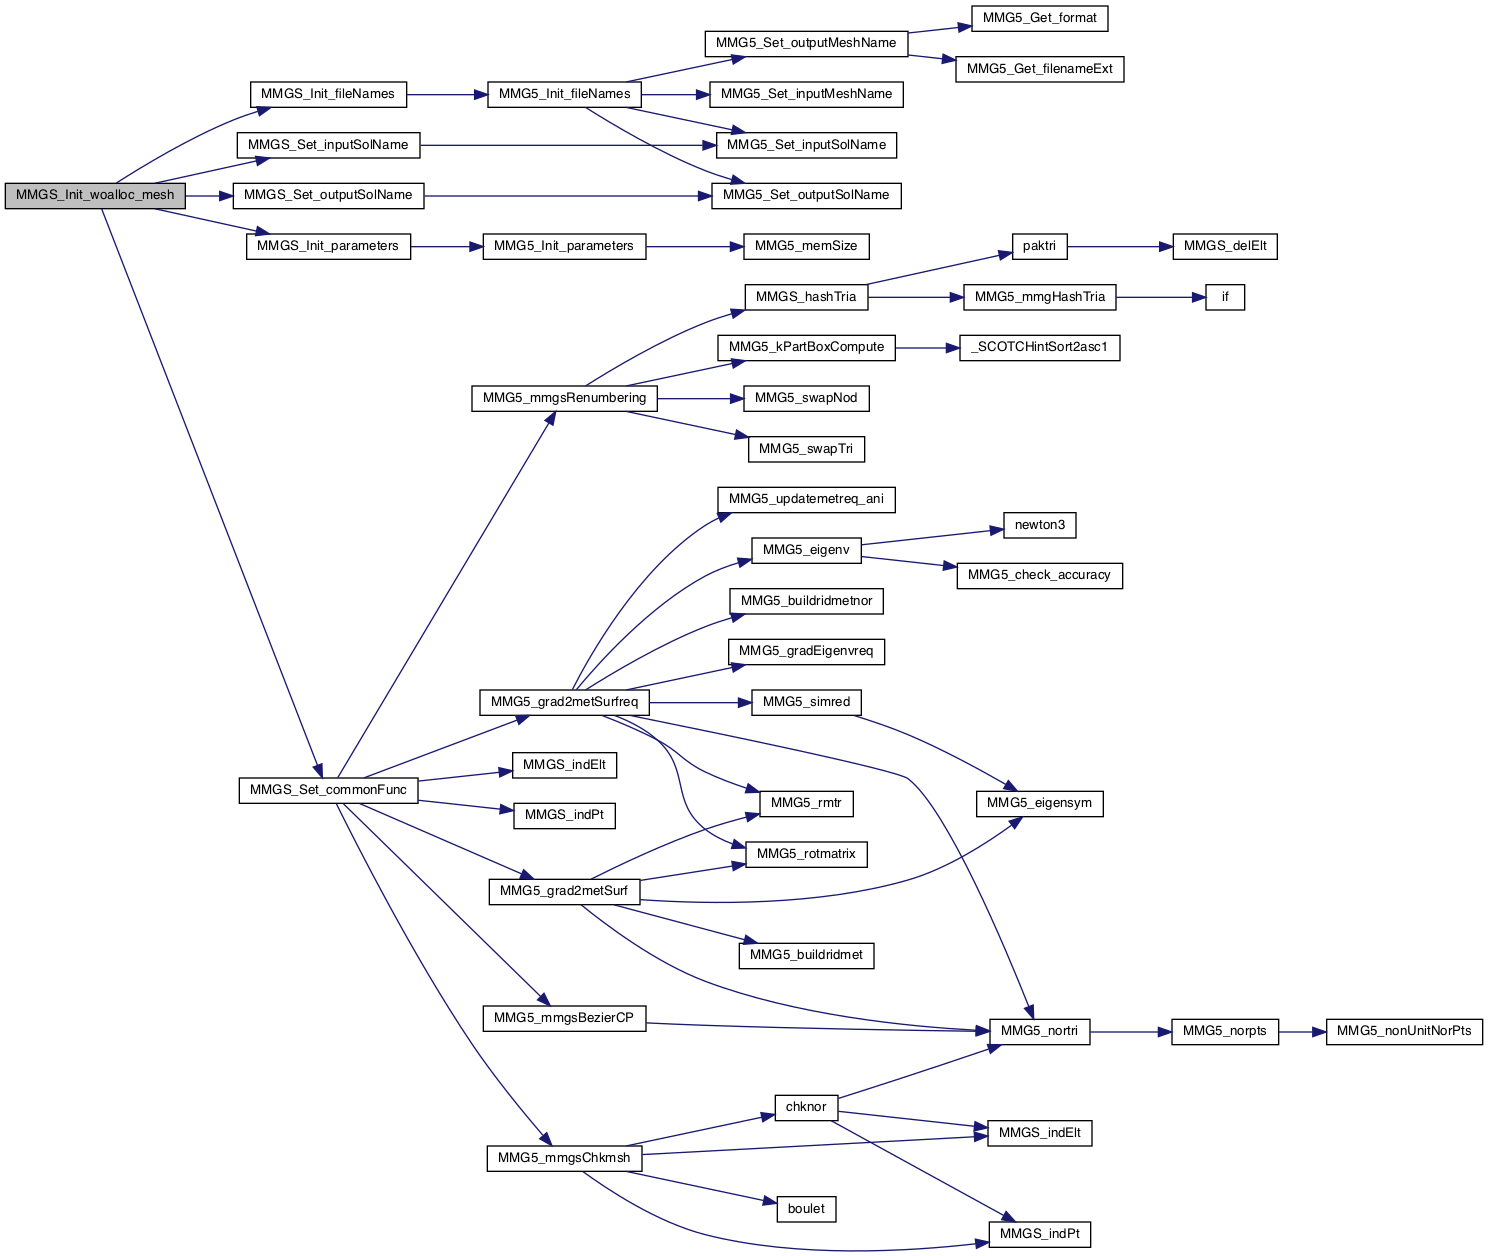 MMG5_Get_format
MMG5_Set_outputMeshName
MMG5_Get_filenameExt
MMGS_Init_fileNames
MMG5_Init_fileNames
MMG5_Set_inputMeshName
MMGS_Set_inputSolName
MMG5_Set_inputSolName
MMGS_Init_woalloc_mesh
MMGS_Set_outputSolName
MMG5_Set_outputSolName
MMGS_Init_parameters
MMG5_Init_parameters
MMG5_memSize
paktri
MMGS_delElt
MMGS_hashTria
MMG5_mmgHashTria
if
MMG5_kPartBoxCompute
_SCOTCHintSort2asc1
MMG5_mmgsRenumbering
MMG5_swapNod
MMG5_swapTri
MMG5_updatemetreq_ani
newton3
MMG5_eigenv
MMG5_check_accuracy
MMG5_buildridmetnor
MMG5_gradEigenvreq
MMG5_grad2metSurfreq
MMG5_simred
MMGS_indElt
MMGS_Set_commonFunc
MMG5_rmtr
MMG5_eigensym
MMGS_indPt
MMG5_rotmatrix
MMG5_grad2metSurf
MMG5_buildridmet
MMG5_mmgsBezierCP
MMG5_nortri
MMG5_norpts
MMG5_nonUnitNorPts
chknor
MMGS_indElt
MMG5_mmgsChkmsh
boulet
MMGS_indPt